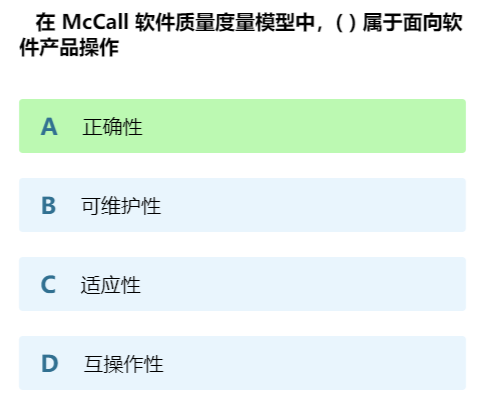 在 McCall 软件质量度量模型中，( ) 属于面向软
件产品操作
A 正确性
B 可维护性
C 适应性
D 互操作性